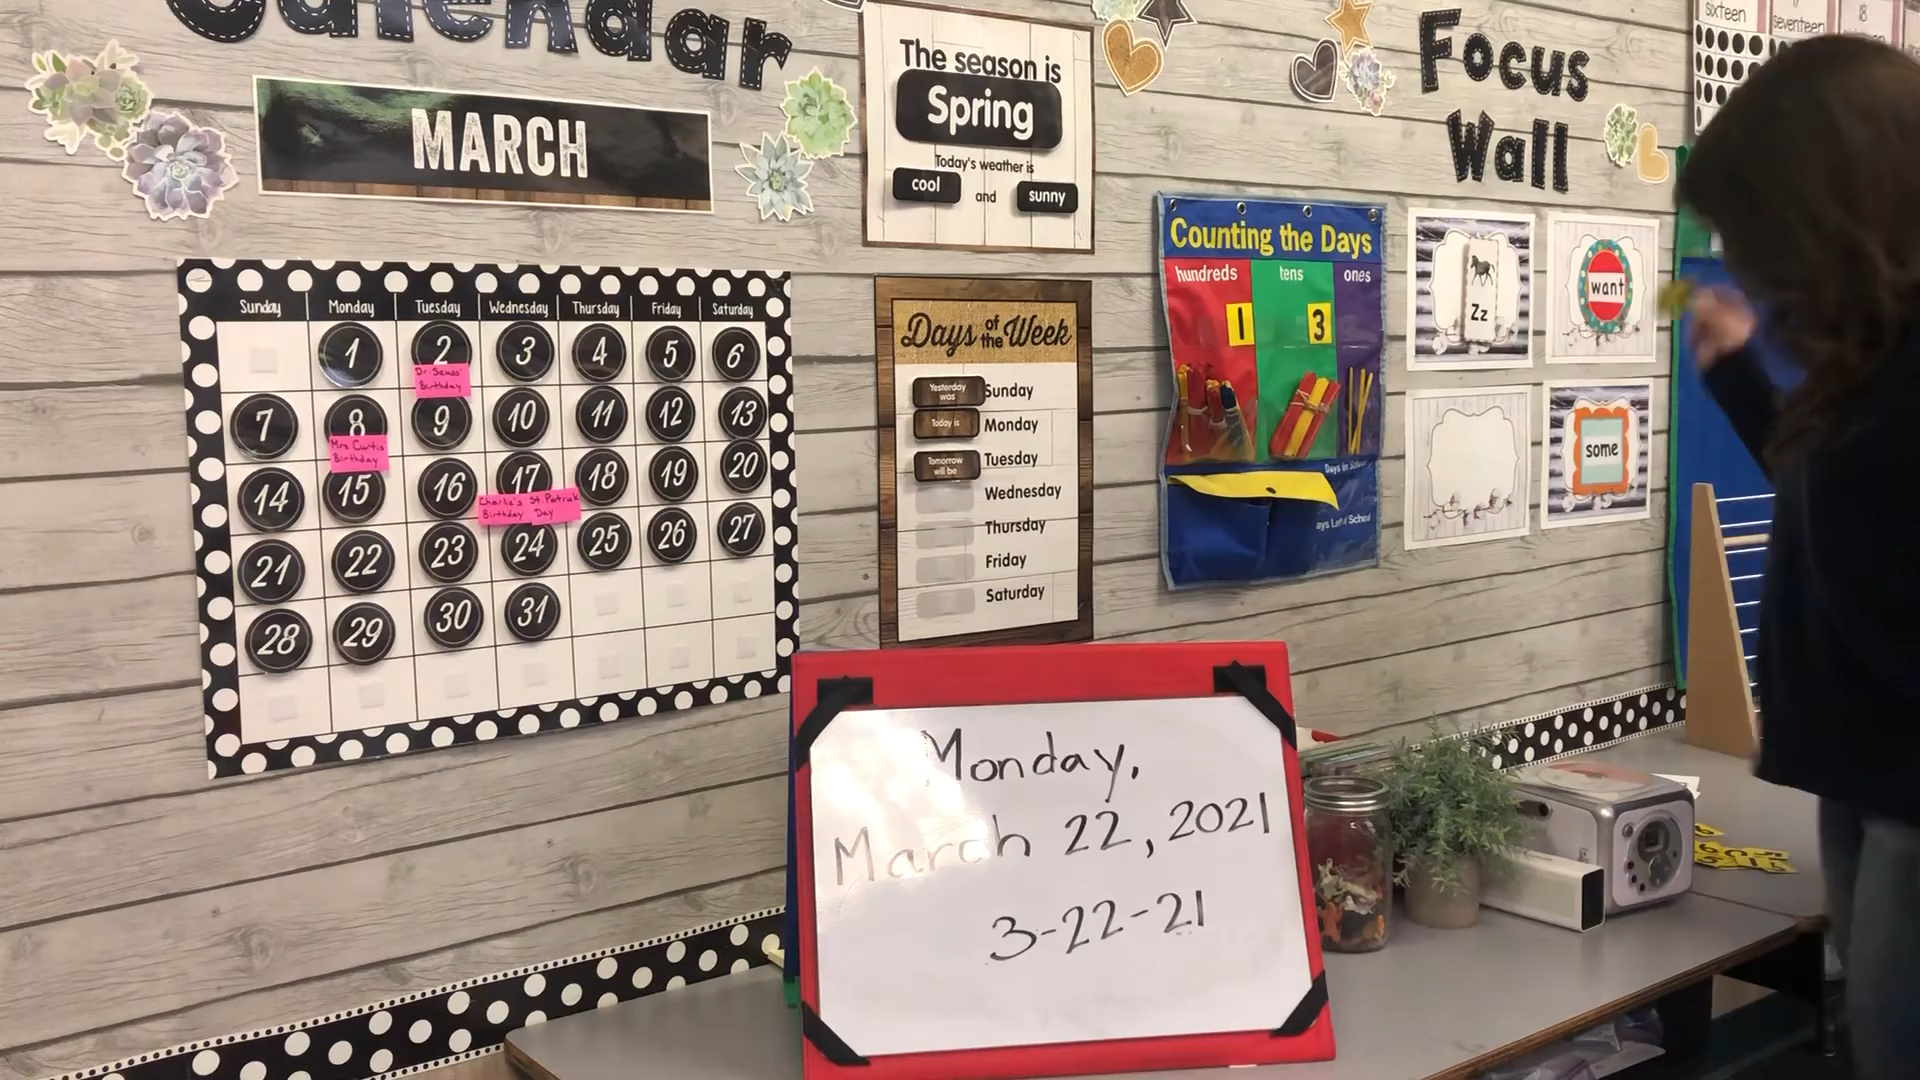 Calendar
MARCH
Sunday Monday Tuesday Wednesday Thursday Friday Saturday
1 2 3 4 5 6
Dr. Seuss'
Birthday
7 8 9 10 11 12 13
Mrs Curtis
Birthday
14 15 16 17 18 19 20
Charlie's St. Patrick
Birthday Day
21 22 23 24 25 26 27
28 29 30 31
The season is
Spring
Today's weather is
cool and sunny
Days of the Week
Yesterday was Sunday
Today is Monday
Tomorrow will be Tuesday
Wednesday
Thursday
Friday
Saturday
Counting the Days
hundreds tens ones
1 3
Focus
Wall
Zz
want
some
sixteen seventeen
18
Monday,
March 22, 2021
3-22-21